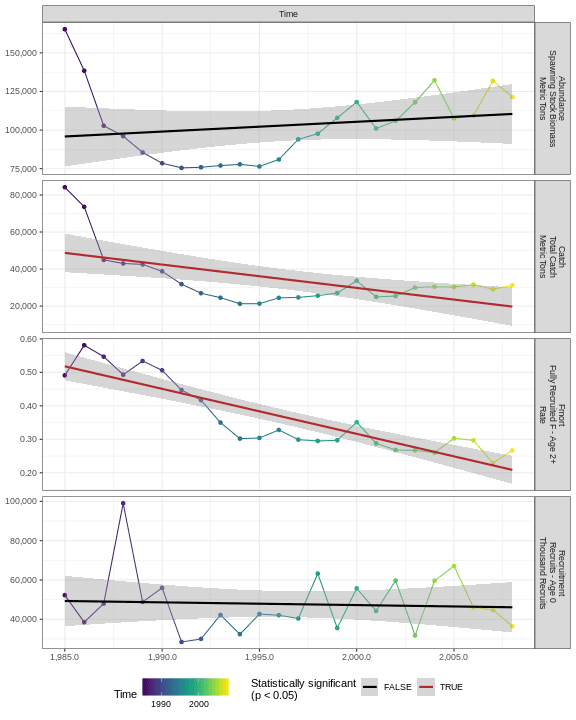 Time
150,000
125,000
100,000
75,000
Abundance
Spawning Stock Biomass
Metric Tons
80,000
60,000
40,000
20,000
Catch
Total Catch
Metric Tons
0.60
0.50
0.40
0.30
0.20
Fmort
Fully Recruited F - Age 2+
Rate
100,000
80,000
60,000
40,000
Recruitment
Recruits - Age 0
Thousand Recruits
1,985.0 1,990.0 1,995.0 2,000.0 2,005.0
Time
1990 2000
Statistically significant
(p < 0.05)
FALSE TRUE